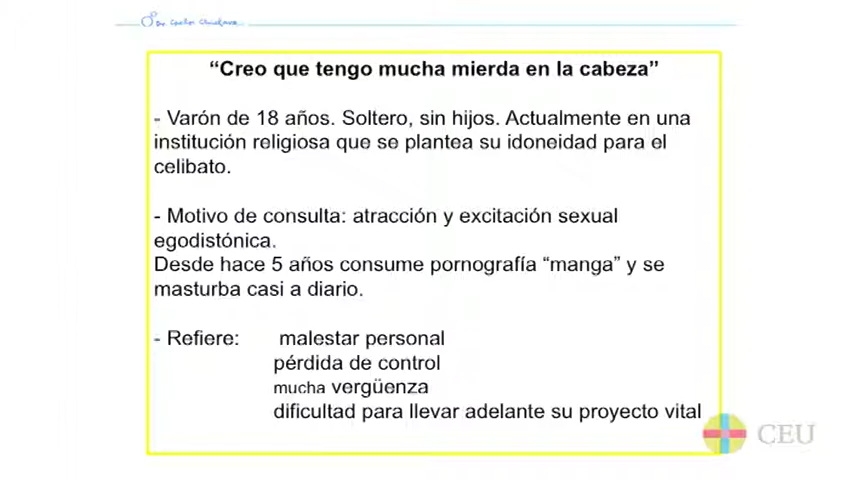 Dr Carlos Chiclana
“Creo que tengo mucha mierda en la cabeza”
- Varón de 18 años. Soltero, sin hijos. Actualmente en una
institución religiosa que se plantea su idoneidad para el
celibato.
- Motivo de consulta: atracción y excitación sexual
egodistónica.
Desde hace 5 años consume pornografía “manga” y se
masturba casi a diario.
- Refiere: malestar personal
pérdida de control
mucha vergüenza
dificultad para llevar adelante su proyecto vital
CEU